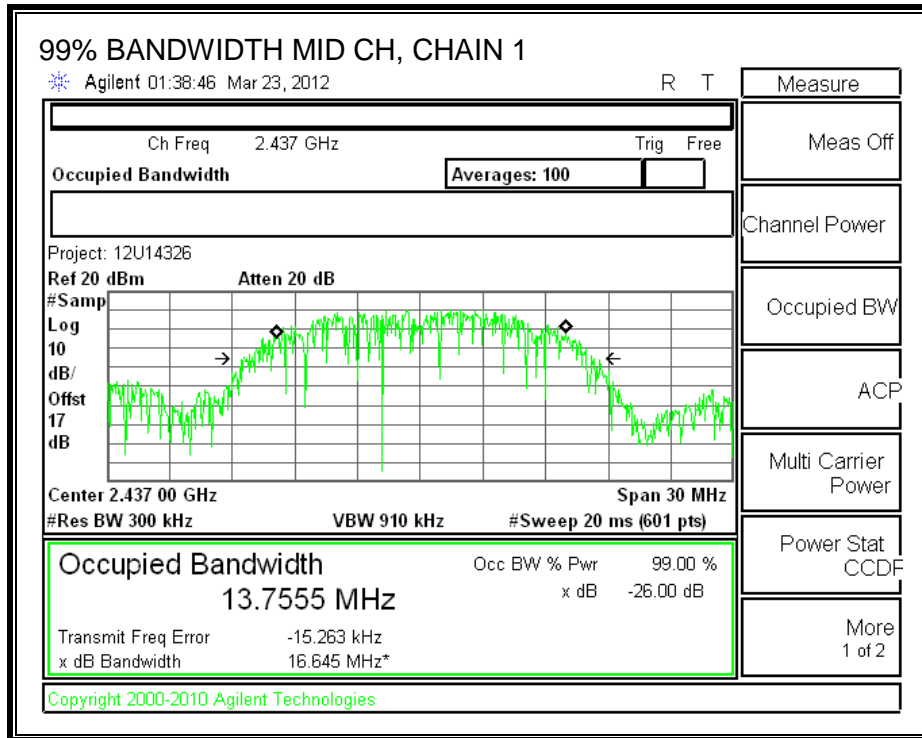 99% BANDWIDTH MID CH, CHAIN 1
Agilent 01:38:46 Mar 23, 2012 R T
Measure
Ch Freq 2.437 GHz Trig Free
Meas Off
Occupied Bandwidth Averages: 100
Channel Power
Project: 12U14326
Ref 20 dBm Atten 20 dB
#Samp
Log
10
dB/
Offst
17
dB
Occupied BW
ACP
Center 2.437 00 GHz Span 30 MHz
#Res BW 300 kHz VBW 910 kHz #Sweep 20 ms (601 pts)
Multi Carrier
Power
Occupied Bandwidth Occ BW % Pwr 99.00 %
13.7555 MHz x dB -26.00 dB
Transmit Freq Error -15.263 kHz
x dB Bandwidth 16.645 MHz*
Power Stat
CCDF
More
1 of 2
Copyright 2000-2010 Agilent Technologies